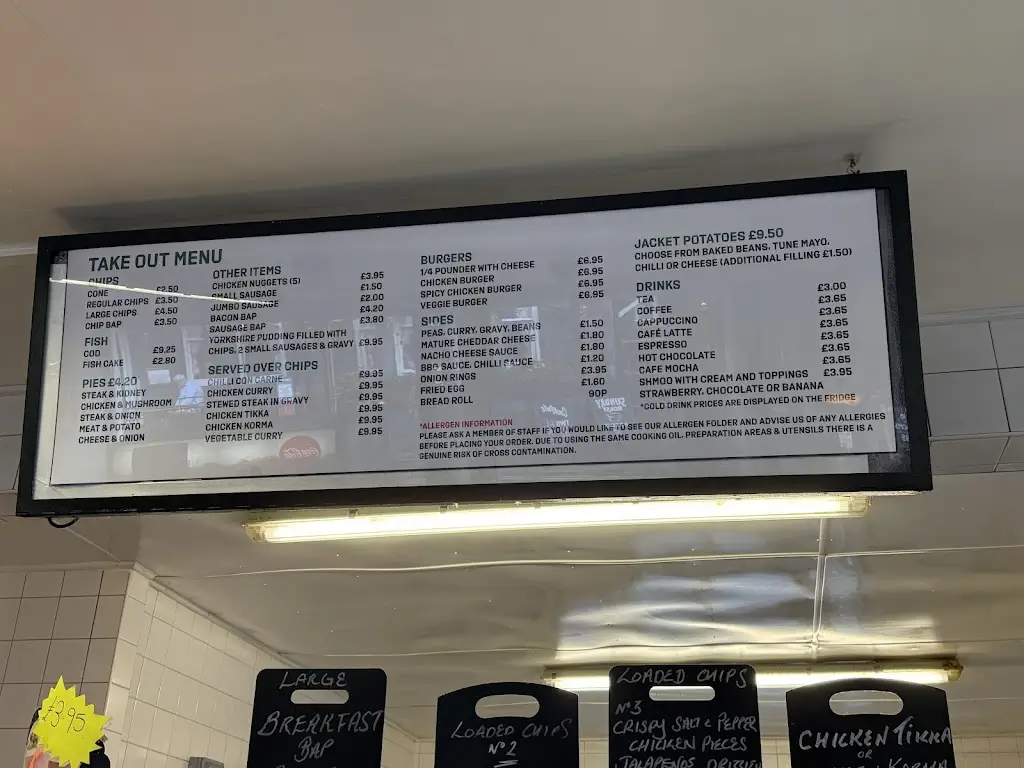 TAKE OUT MENU
CHIPS
CONE £2.50
REGULAR CHIPS £3.50
LARGE CHIPS £4.50
CHIP BAP £3.50
FISH
COD £9.25
FISH CAKE £2.80
PIES £4.20
STEAK & KIDNEY
CHICKEN & MUSHROOM
STEAK & ONION
MEAT & POTATO
CHEESE & ONION
OTHER ITEMS
CHICKEN NUGGETS (5) £3.95
SMALL SAUSAGE £1.50
JUMBO SAUSAGE £2.00
BACON BAP £4.20
SAUSAGE BAP £3.80
YORKSHIRE PUDDING FILLED WITH
CHIPS, 2 SMALL SAUSAGES & GRAVY £9.95
SERVED OVER CHIPS
CHILLI CON CARNE £9.95
CHICKEN CURRY £9.95
STEWED STEAK IN GRAVY £9.95
CHICKEN TIKKA £9.95
CHICKEN KORMA £9.95
VEGETABLE CURRY £9.95
BURGERS
1/4 POUNDER WITH CHEESE £6.95
CHICKEN BURGER £6.95
SPICY CHICKEN BURGER £6.95
VEGGIE BURGER £6.95
SIDES
PEAS, CURRY, GRAVY, BEANS £1.50
MATURE CHEDDAR CHEESE £1.80
NACHO CHEESE SAUCE £1.80
BBQ SAUCE, CHILLI SAUCE £1.20
ONION RINGS £3.95
FRIED EGG £1.60
BREAD ROLL 90P
JACKET POTATOES £9.50
CHOOSE FROM BAKED BEANS, TUNE MAYO,
CHILLI OR CHEESE (ADDITIONAL FILLING £1.50)
DRINKS
TEA £3.00
COFFEE £3.65
CAPPUCCINO £3.65
CAFÉ LATTE £3.65
ESPRESSO £3.65
HOT CHOCOLATE £3.65
CAFE MOCHA £3.65
SHMOO WITH CREAM AND TOPPINGS £3.95
STRAWBERRY, CHOCOLATE OR BANANA
*COLD DRINK PRICES ARE DISPLAYED ON THE FRIDGE
*ALLERGEN INFORMATION
PLEASE ASK A MEMBER OF STAFF IF YOU WOULD LIKE TO SEE OUR ALLERGEN FOLDER AND ADVISE US OF ANY ALLERGIES
BEFORE PLACING YOUR ORDER. DUE TO USING THE SAME COOKING OIL, PREPARATION AREAS & UTENSILS THERE IS A
GENUINE RISK OF CROSS CONTAMINATION.
£3.95
LARGE
BREAKFAST
BAP
LOADED CHIPS
Nº2
LOADED CHIPS
Nº3
CRISPY SALT & PEPPER
CHICKEN PIECES
JALAPENOS
CHICKEN TIKKA
OR
KORMA